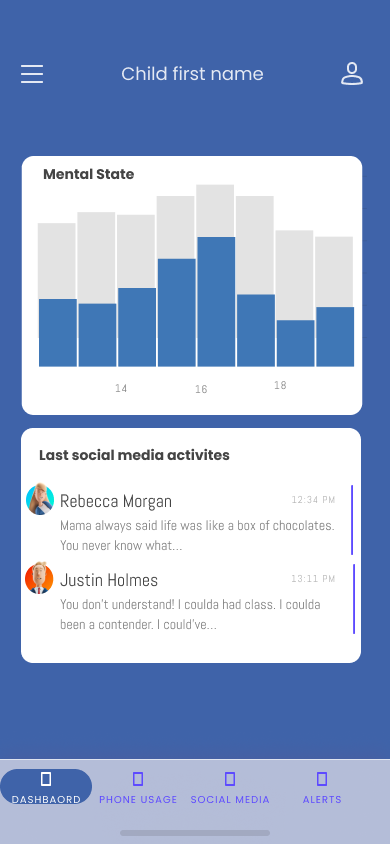 Child first name
Mental State
14
16
18
Last social media activites
Rebecca Morgan
12:34 PM
Mama always said life was like a box of chocolates.
You never know what...
Justin Holmes
13:11 PM
You don't understand! I coulda had class. I coulda
been a contender. I could've...
DASHBAORD PHONE USAGE SOCIAL MEDIA ALERTS